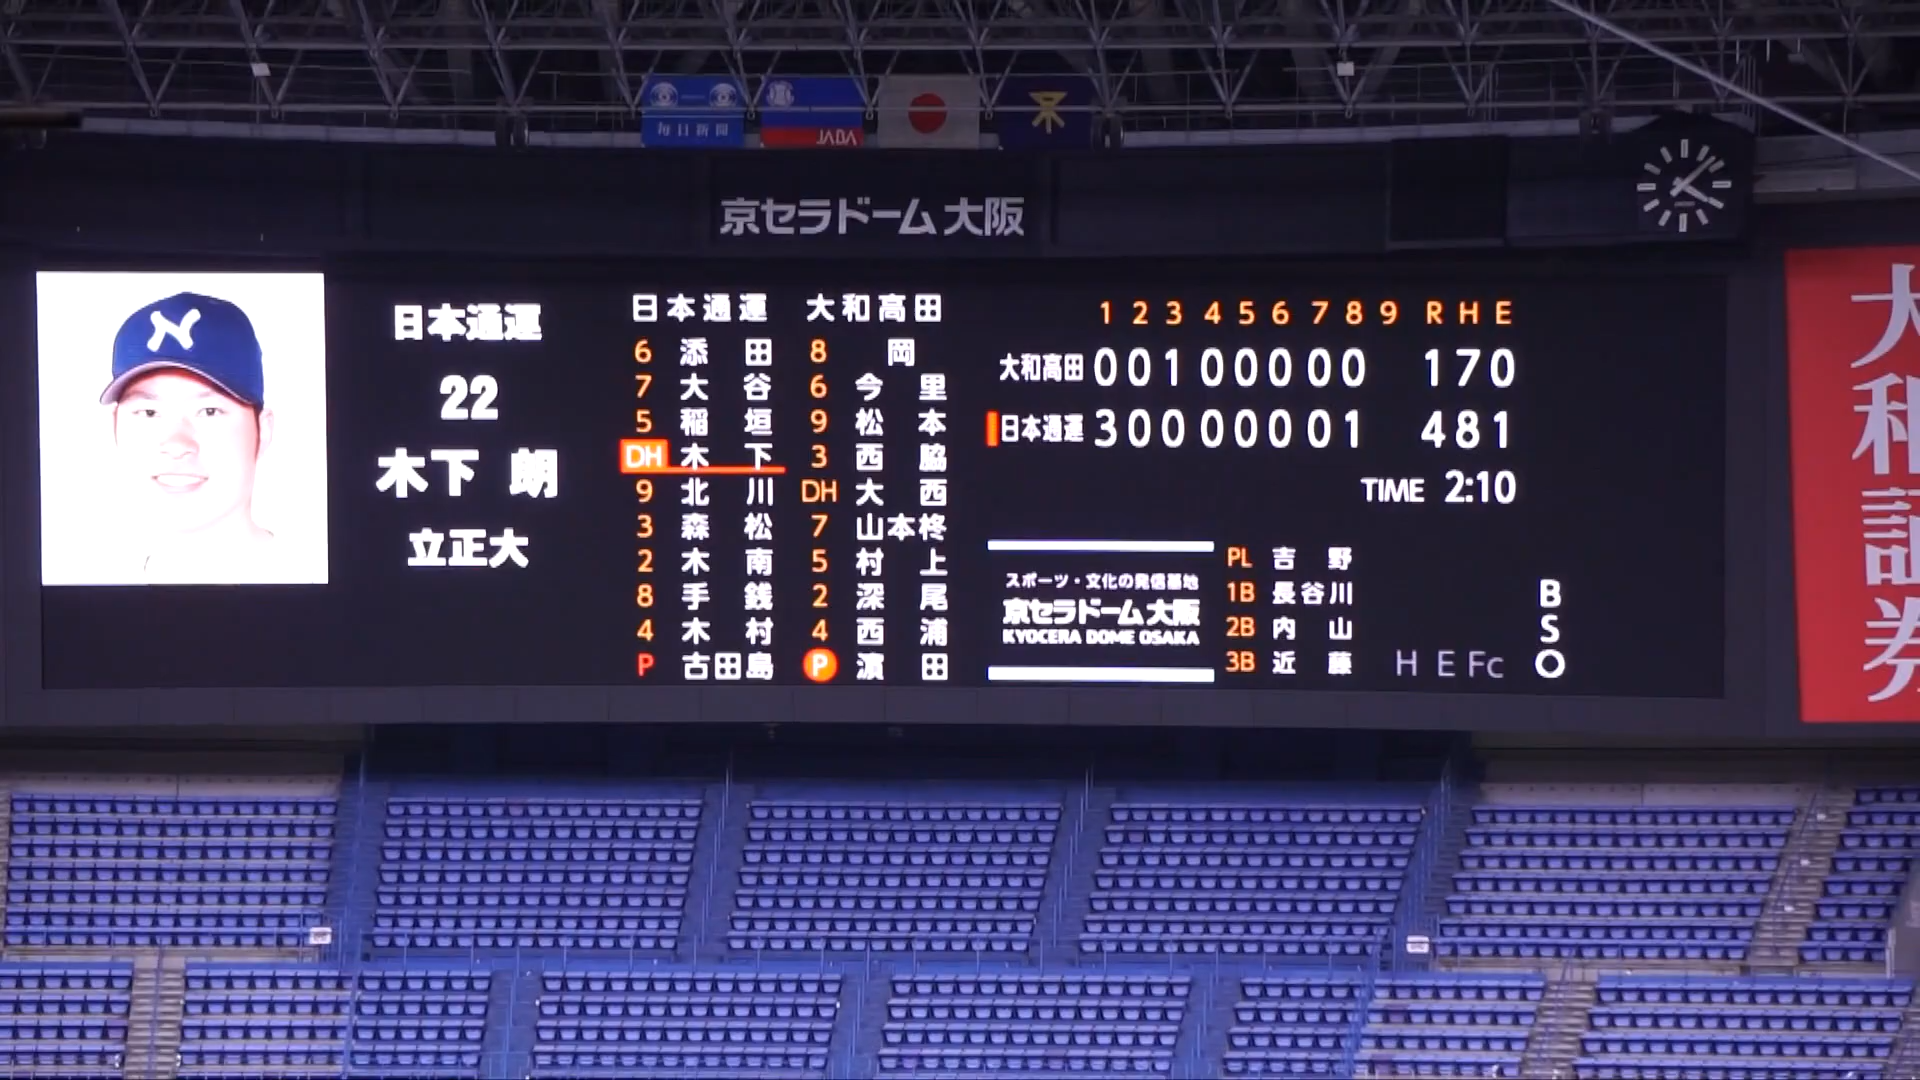 毎日新聞
JABA
京セラドーム大阪
日本通運
22
木下 朗
立正大
日本通運 大和高田
6 添田 8 岡
7 大谷 6 今里
5 稲垣 9 松本
DH 木下 3 西脇
9 北川 DH 大西
3 森松 7 山本柊
2 木南 5 村上
8 手銭 2 深尾
4 木村 4 西浦
P 古田島 P 濱田
1 2 3 4 5 6 7 8 9 R H E
大和高田 0 0 1 0 0 0 0 0 1 7 0
日本通運 3 0 0 0 0 0 0 1 4 8 1
TIME 2:10
スポーツ・文化の発信基地
京セラドーム大阪
KYOCERA DOME OSAKA
PL 吉野
1B 長谷川
2B 内山
3B 近藤
H E Fc
B
S
O
大和証券